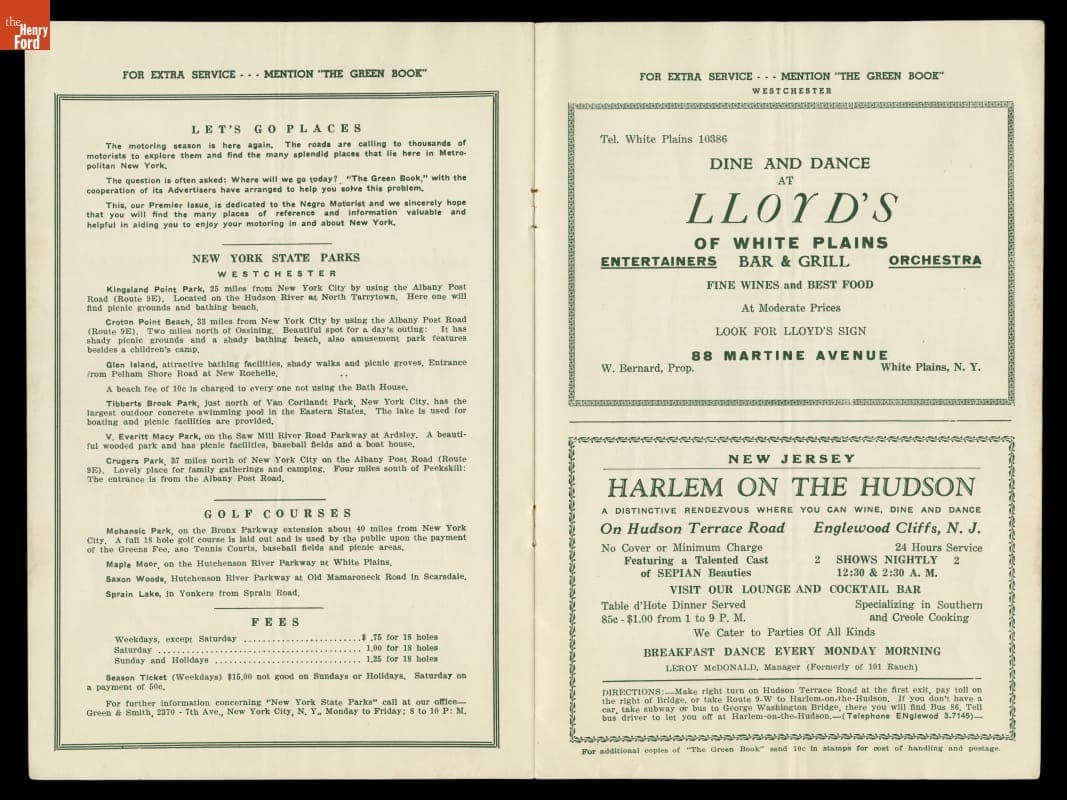 the
Henry
Ford
FOR EXTRA SERVICE - - - MENTION "THE GREEN BOOK"
LET'S GO PLACES
The motoring season is here again. The roads are calling to thousands of
motorists to explore them and find the many splendid places that lie here in Metro-
politan New York.
The question is often asked: Where will we go today? "The Green Book," with the
cooperation of its Advertisers have arranged to help you solve this problem.
This, our Premier Issue, is dedicated to the Negro Motorist and we sincerely hope
that you will find the many places of reference and information valuable and
helpful in aiding you to enjoy your motoring in and about New York.
NEW YORK STATE PARKS
WESTCHESTER
Kingsland Point Park, 25 miles from New York City by using the Albany Post
Road (Route 9E). Located on the Hudson River at North Tarrytown. Here one will
find picnic grounds and bathing beach.
Croton Point Beach, 33 miles from New York City by using the Albany Post Road
(Route 9E). Two miles north of Ossining. Beautiful spot for a day's outing: It has
shady picnic grounds and a shady bathing beach, also amusement park features
besides a children's camp.
Glen Island, attractive bathing facilities, shady walks and picnic groves. Entrance
from Pelham Shore Road at New Rochelle.
A beach fee of 10c is charged to every one not using the Bath House.
Tibberts Brook Park, just north of Van Cortlandt Park, New York City, has the
largest outdoor concrete swimming pool in the Eastern States. The lake is used for
boating and picnic facilities are provided.
V. Everitt Macy Park, on the Saw Mill River Road Parkway at Ardsley. A beauti-
ful wooded park and has picnic facilities, baseball fields and a boat house.
Crugers Park, 37 miles north of New York City on the Albany Post Road (Route
9E). Lovely place for family gatherings and camping. Four miles south of Peekskill:
The entrance is from the Albany Post Road.
GOLF COURSES
Mohansic Park, on the Bronx Parkway extension about 40 miles from New York
City. A full 18 hole golf course is laid out and is used by the public upon the payment
of the Greens Fee, aso Tennis Courts, baseball fields and picnic areas.
Maple Moor, on the Hutchenson River Parkway at White Plains.
Saxon Woods, Hutchenson River Parkway at Old Mamaroneck Road in Scarsdale.
Sprain Lake, in Yonkers from Sprain Road.
FEES
Weekdays, except Saturday ........................$ .75 for 18 holes
Saturday .......................................... 1.00 for 18 holes
Sunday and Holidays ............................... 1.25 for 18 holes
Season Ticket (Weekdays) $15.00 not good on Sundays or Holidays. Saturday on
a payment of 50c.
For further information concerning "New York State Parks" call at our office—
Green & Smith, 2370 - 7th Ave., New York City, N. Y., Monday to Friday; 8 to 10 P: M.
FOR EXTRA SERVICE - - - MENTION "THE GREEN BOOK"
WESTCHESTER
Tel. White Plains 10386
DINE AND DANCE
AT
LLOYD'S
OF WHITE PLAINS
ENTERTAINERS BAR & GRILL ORCHESTRA
FINE WINES and BEST FOOD
At Moderate Prices
LOOK FOR LLOYD'S SIGN
88 MARTINE AVENUE
W. Bernard, Prop. White Plains, N. Y.
NEW JERSEY
HARLEM ON THE HUDSON
A DISTINCTIVE RENDEZVOUS WHERE YOU CAN WINE, DINE AND DANCE
On Hudson Terrace Road Englewood Cliffs, N. J.
No Cover or Minimum Charge 24 Hours Service
Featuring a Talented Cast 2 SHOWS NIGHTLY 2
of SEPIAN Beauties 12:30 & 2:30 A. M.
VISIT OUR LOUNGE AND COCKTAIL BAR
Table d'Hote Dinner Served Specializing in Southern
85c - $1.00 from 1 to 9 P. M. and Creole Cooking
We Cater to Parties Of All Kinds
BREAKFAST DANCE EVERY MONDAY MORNING
LEROY McDONALD, Manager (Formerly of 101 Ranch)
DIRECTIONS:—Make right turn on Hudson Terrace Road at the first exit, pay toll on
the right of Bridge, or take Route 9-W to Harlem-on-the-Hudson. If you don't have a
car, take subway or bus to George Washington Bridge, there you will find Bus 86, Tell
bus driver to let you off at Harlem-on-the-Hudson.—(Telephone ENglewod 3.7145)—
For additional copies of "The Green Book" send 10c in stamps for cost of handling and postage.